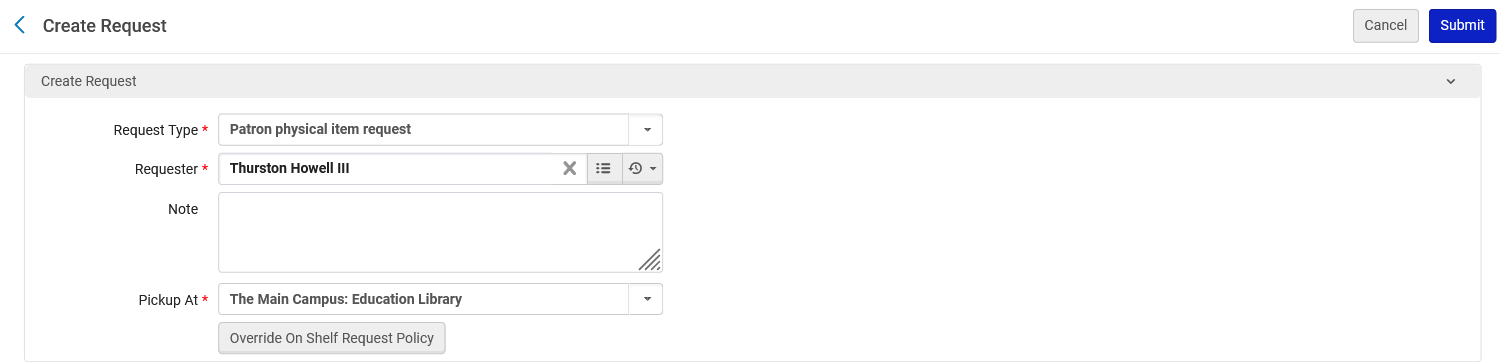 Create Request
Cancel
Submit
Create Request
Request Type *
Patron physical item request
Requester *
Thurston Howell III
Note
Pickup At *
The Main Campus: Education Library
Override On Shelf Request Policy